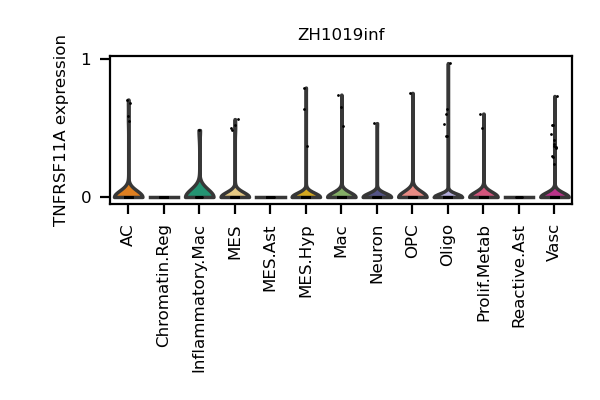 ZH1019inf
TNFRSF11A expression
1
0
AC
Chromatin.Reg
Inflammatory.Mac
MES
MES.Ast
MES.Hyp
Mac
Neuron
OPC
Oligo
Prolif.Metab
Reactive.Ast
Vasc